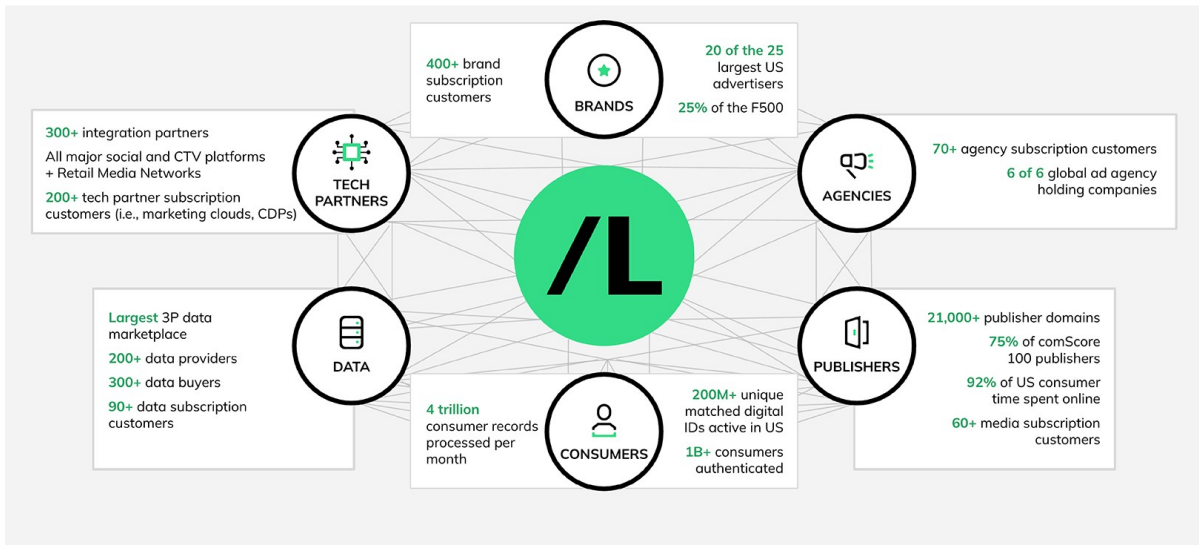 400+ brand
subscription
customers
BRANDS
20 of the 25
largest US
advertisers
25% of the F500
300+ integration partners
All major social and CTV platforms
+ Retail Media Networks
200+ tech partner subscription
customers (i.e., marketing clouds, CDPs)
TECH
PARTNERS
AGENCIES
70+ agency subscription customers
6 of 6 global ad agency
holding companies
/L
Largest 3P data
marketplace
200+ data providers
300+ data buyers
90+ data subscription
customers
DATA
PUBLISHERS
21,000+ publisher domains
75% of comScore
100 publishers
92% of US consumer
time spent online
60+ media subscription
customers
4 trillion
consumer records
processed per
month
CONSUMERS
200M+ unique
matched digital
IDs active in US
1B+ consumers
authenticated